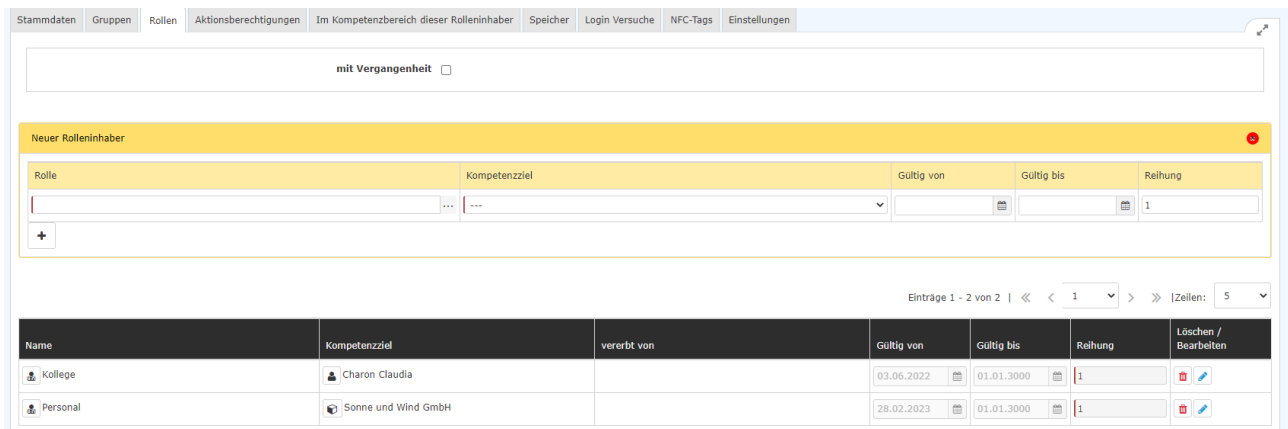 Stammdaten Gruppen Rollen Aktionsberechtigungen Im Kompetenzbereich dieser Rolleninhaber Speicher Login Versuche NFC-Tags Einstellungen
mit Vergangenheit
Neuer Rolleninhaber
Rolle Kompetenzziel Gültig von Gültig bis Reihung
... --- 1
+
Einträge 1 - 2 von 2 | « < 1 > » |Zeilen: 5
Name Kompetenzziel vererbt von Gültig von Gültig bis Reihung Löschen /
Bearbeiten
Kollege Charon Claudia 03.06.2022 01.01.3000 1
Personal Sonne und Wind GmbH 28.02.2023 01.01.3000 1